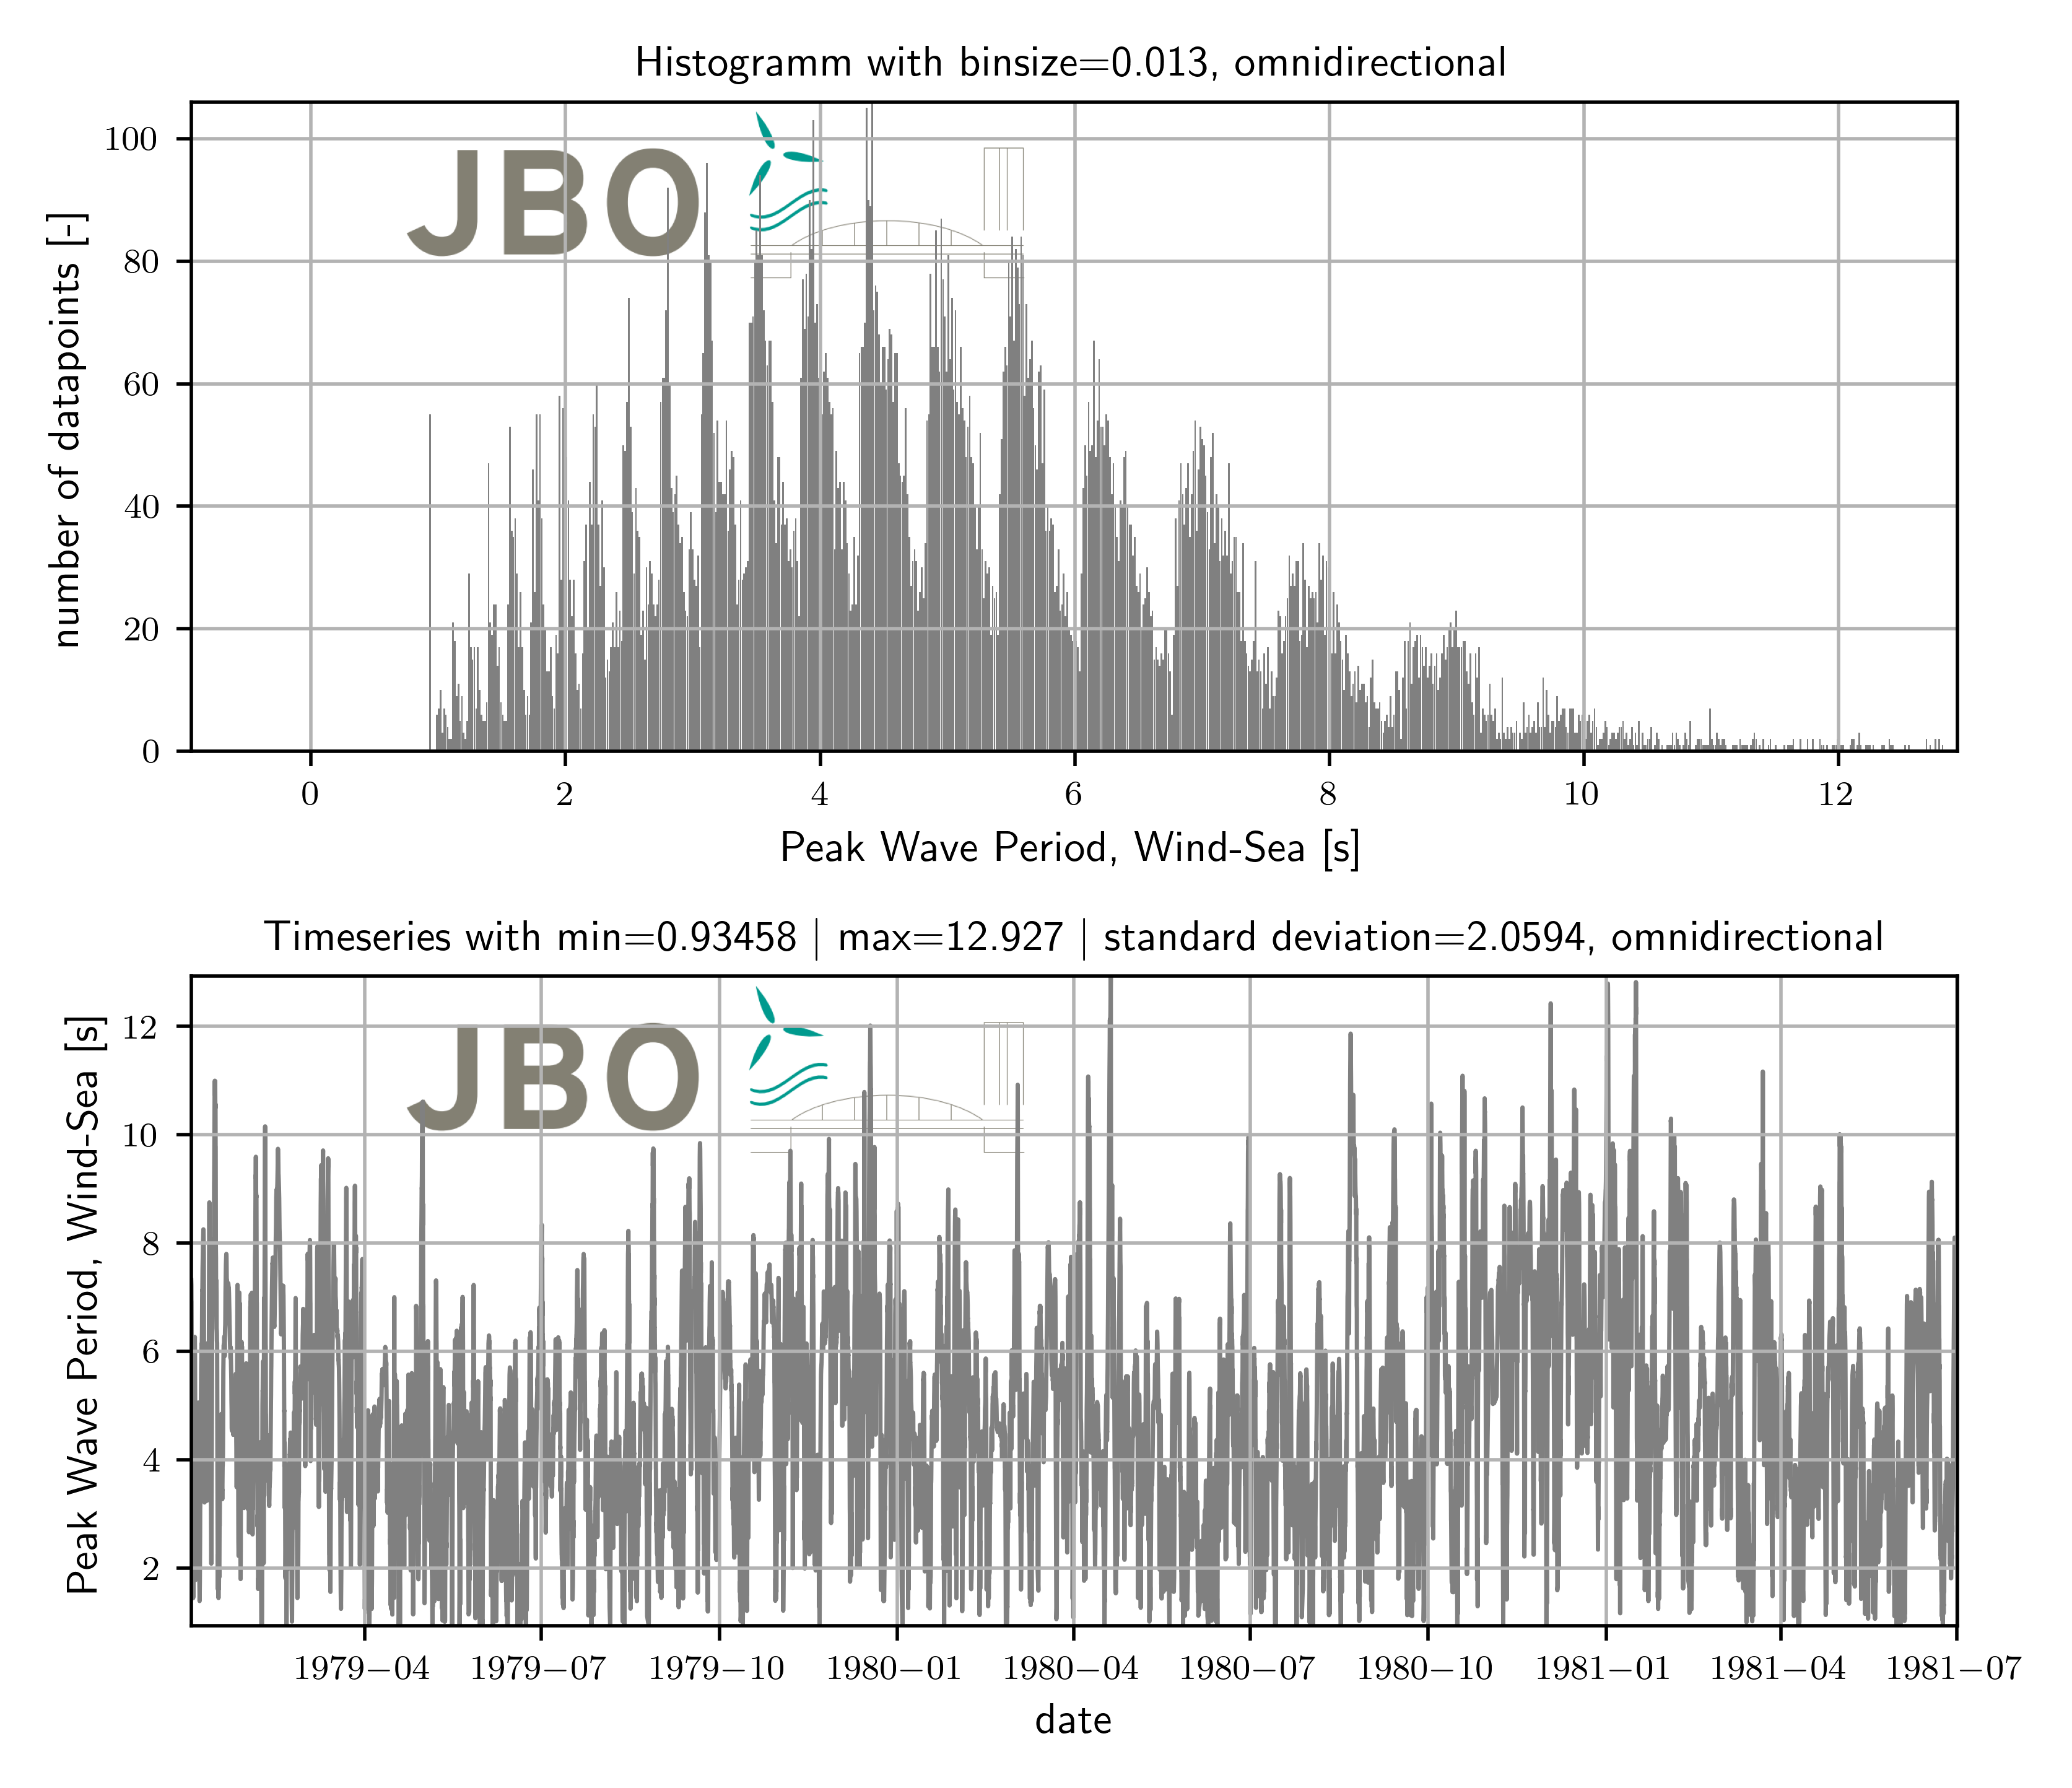 Histogramm with binsize=0.013, omnidirectional
number of datapoints [-]
100
80
60
40
20
0
JBO
0 2 4 6 8 10 12
Peak Wave Period, Wind-Sea [s]
Timeseries with min=0.93458 | max=12.927 | standard deviation=2.0594, omnidirectional
Peak Wave Period, Wind-Sea [s]
12
10
8
6
4
2
JBO
1979−04 1979−07 1979−10 1980−01 1980−04 1980−07 1980−10 1981−01 1981−04 1981−07
date